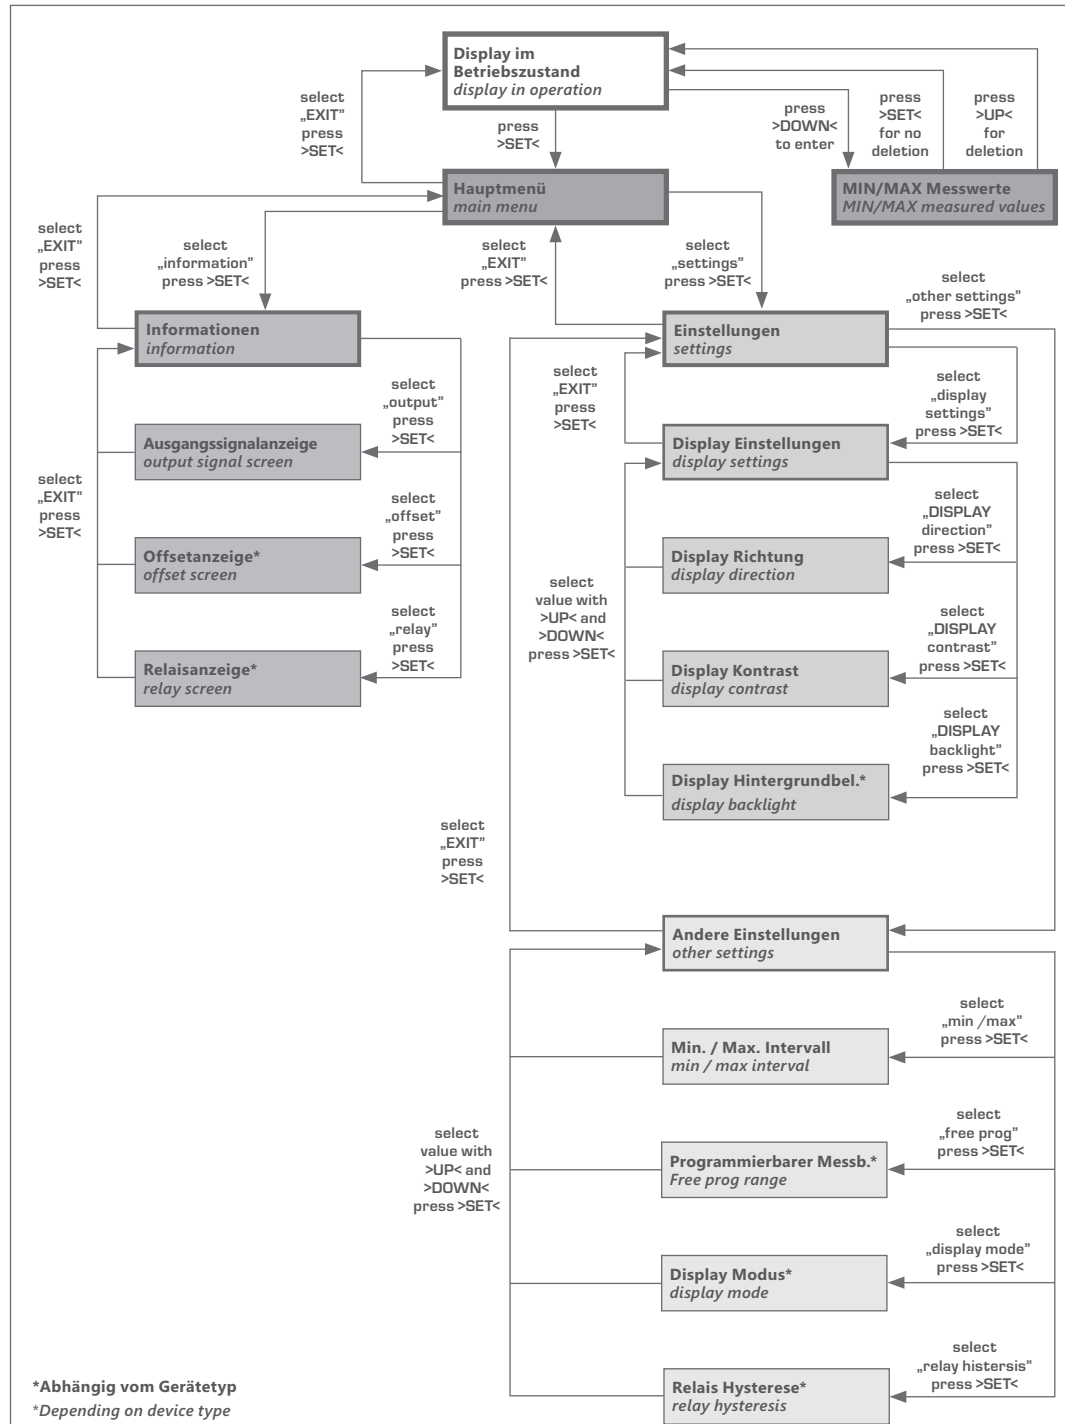 Display im
Betriebszustand
display in operation
select
„EXIT”
press
>SET<
press
>SET<
press
>DOWN<
to enter
press
>SET<
for no
deletion
press
>UP<
for
deletion
Hauptmenü
main menu
MIN/MAX Messwerte
MIN/MAX measured values
select
„EXIT”
press
>SET<
select
„information”
press >SET<
select
„EXIT”
press >SET<
select
„settings”
press >SET<
select
„other settings”
press >SET<
Informationen
information
Einstellungen
settings
select
„output”
press
>SET<
select
„EXIT”
press
>SET<
select
„display
settings”
press >SET<
Ausgangssignalanzeige
output signal screen
Display Einstellungen
display settings
select
„EXIT”
press
>SET<
select
„offset”
press
>SET<
select
„DISPLAY
direction”
press >SET<
Offsetanzeige*
offset screen
Display Richtung
display direction
select
value with
>UP< and
>DOWN<
press >SET<
select
„relay”
press
>SET<
select
„DISPLAY
contrast”
press >SET<
Relaisanzeige*
relay screen
Display Kontrast
display contrast
select
„DISPLAY
backlight”
press >SET<
Display Hintergrundbel.*
display backlight
select
„EXIT”
press
>SET<
Andere Einstellungen
other settings
select
„min /max”
press >SET<
Min. / Max. Intervall
min / max interval
select
value with
>UP< and
>DOWN<
press >SET<
select
„free prog”
press >SET<
Programmierbarer Messb.*
Free prog range
select
„display mode”
press >SET<
Display Modus*
display mode
select
„relay histersis”
press >SET<
Relais Hysterese*
relay hysteresis
*Abhängig vom Gerätetyp
*Depending on device type